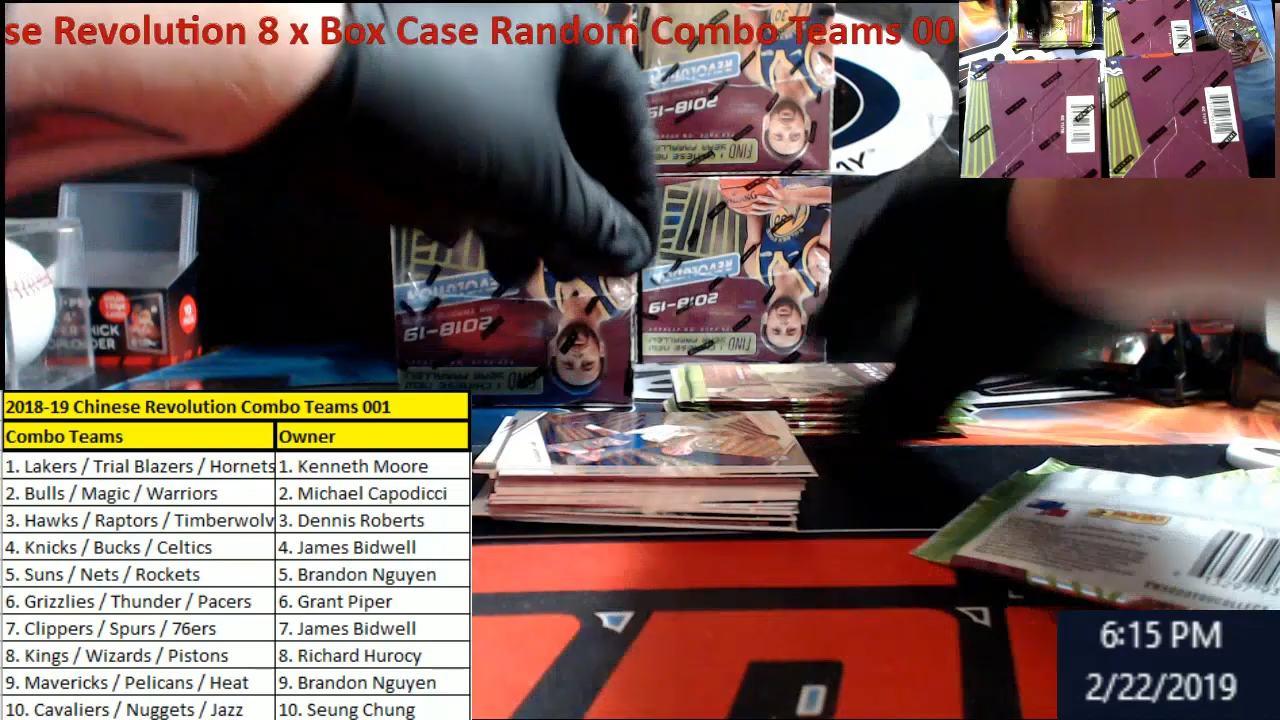 se Revolution 8 x Box Case Random Combo Teams 00
REVOLUTION
2018-19
FIND
REVOLUTION
2018-19
REVOLUTION
2018-19
FIND
2018-19 Chinese Revolution Combo Teams 001
Combo Teams Owner
1. Lakers / Trial Blazers / Hornets 1. Kenneth Moore
2. Bulls / Magic / Warriors 2. Michael Capodicci
3. Hawks / Raptors / Timberwolv 3. Dennis Roberts
4. Knicks / Bucks / Celtics 4. James Bidwell
5. Suns / Nets / Rockets 5. Brandon Nguyen
6. Grizzlies / Thunder / Pacers 6. Grant Piper
7. Clippers / Spurs / 76ers 7. James Bidwell
8. Kings / Wizards / Pistons 8. Richard Hurocy
9. Mavericks / Pelicans / Heat 9. Brandon Nguyen
10. Cavaliers / Nuggets / Jazz 10. Seung Chung
6:15 PM
2/22/2019